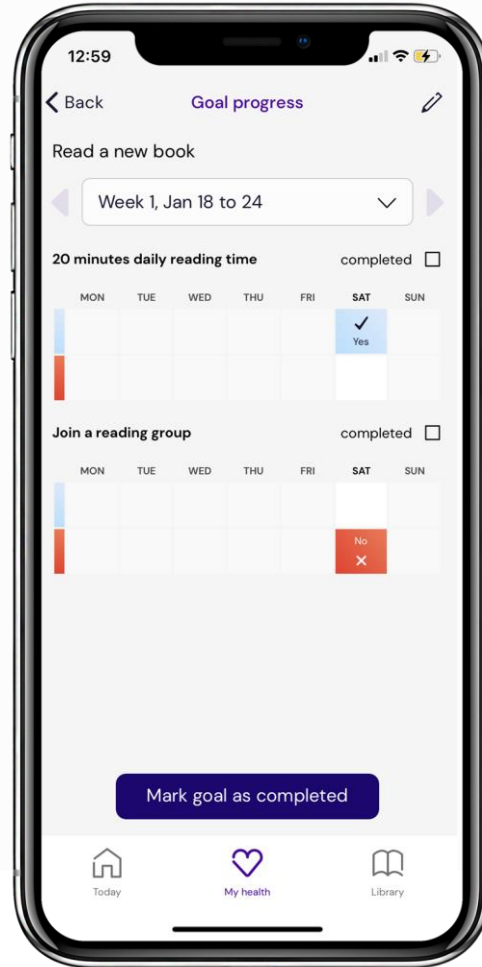 12:59
Back
Goal progress
Read a new book
Week 1, Jan 18 to 24
20 minutes daily reading time
completed
MON TUE WED THU FRI SAT SUN
Yes
Join a reading group
completed
MON TUE WED THU FRI SAT SUN
No
Mark goal as completed
Today My health Library